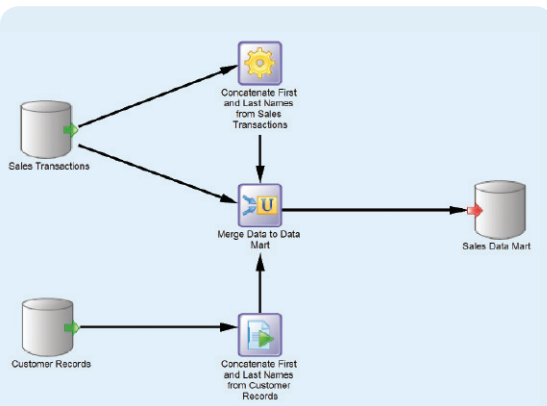 Concatenate First
and Last Names
from Sales
Transactions
Sales Transactions
U
Merge Data to Data
Mart
Sales Data Mart
Customer Records
Concatenate First
and Last Names
from Customer
Records